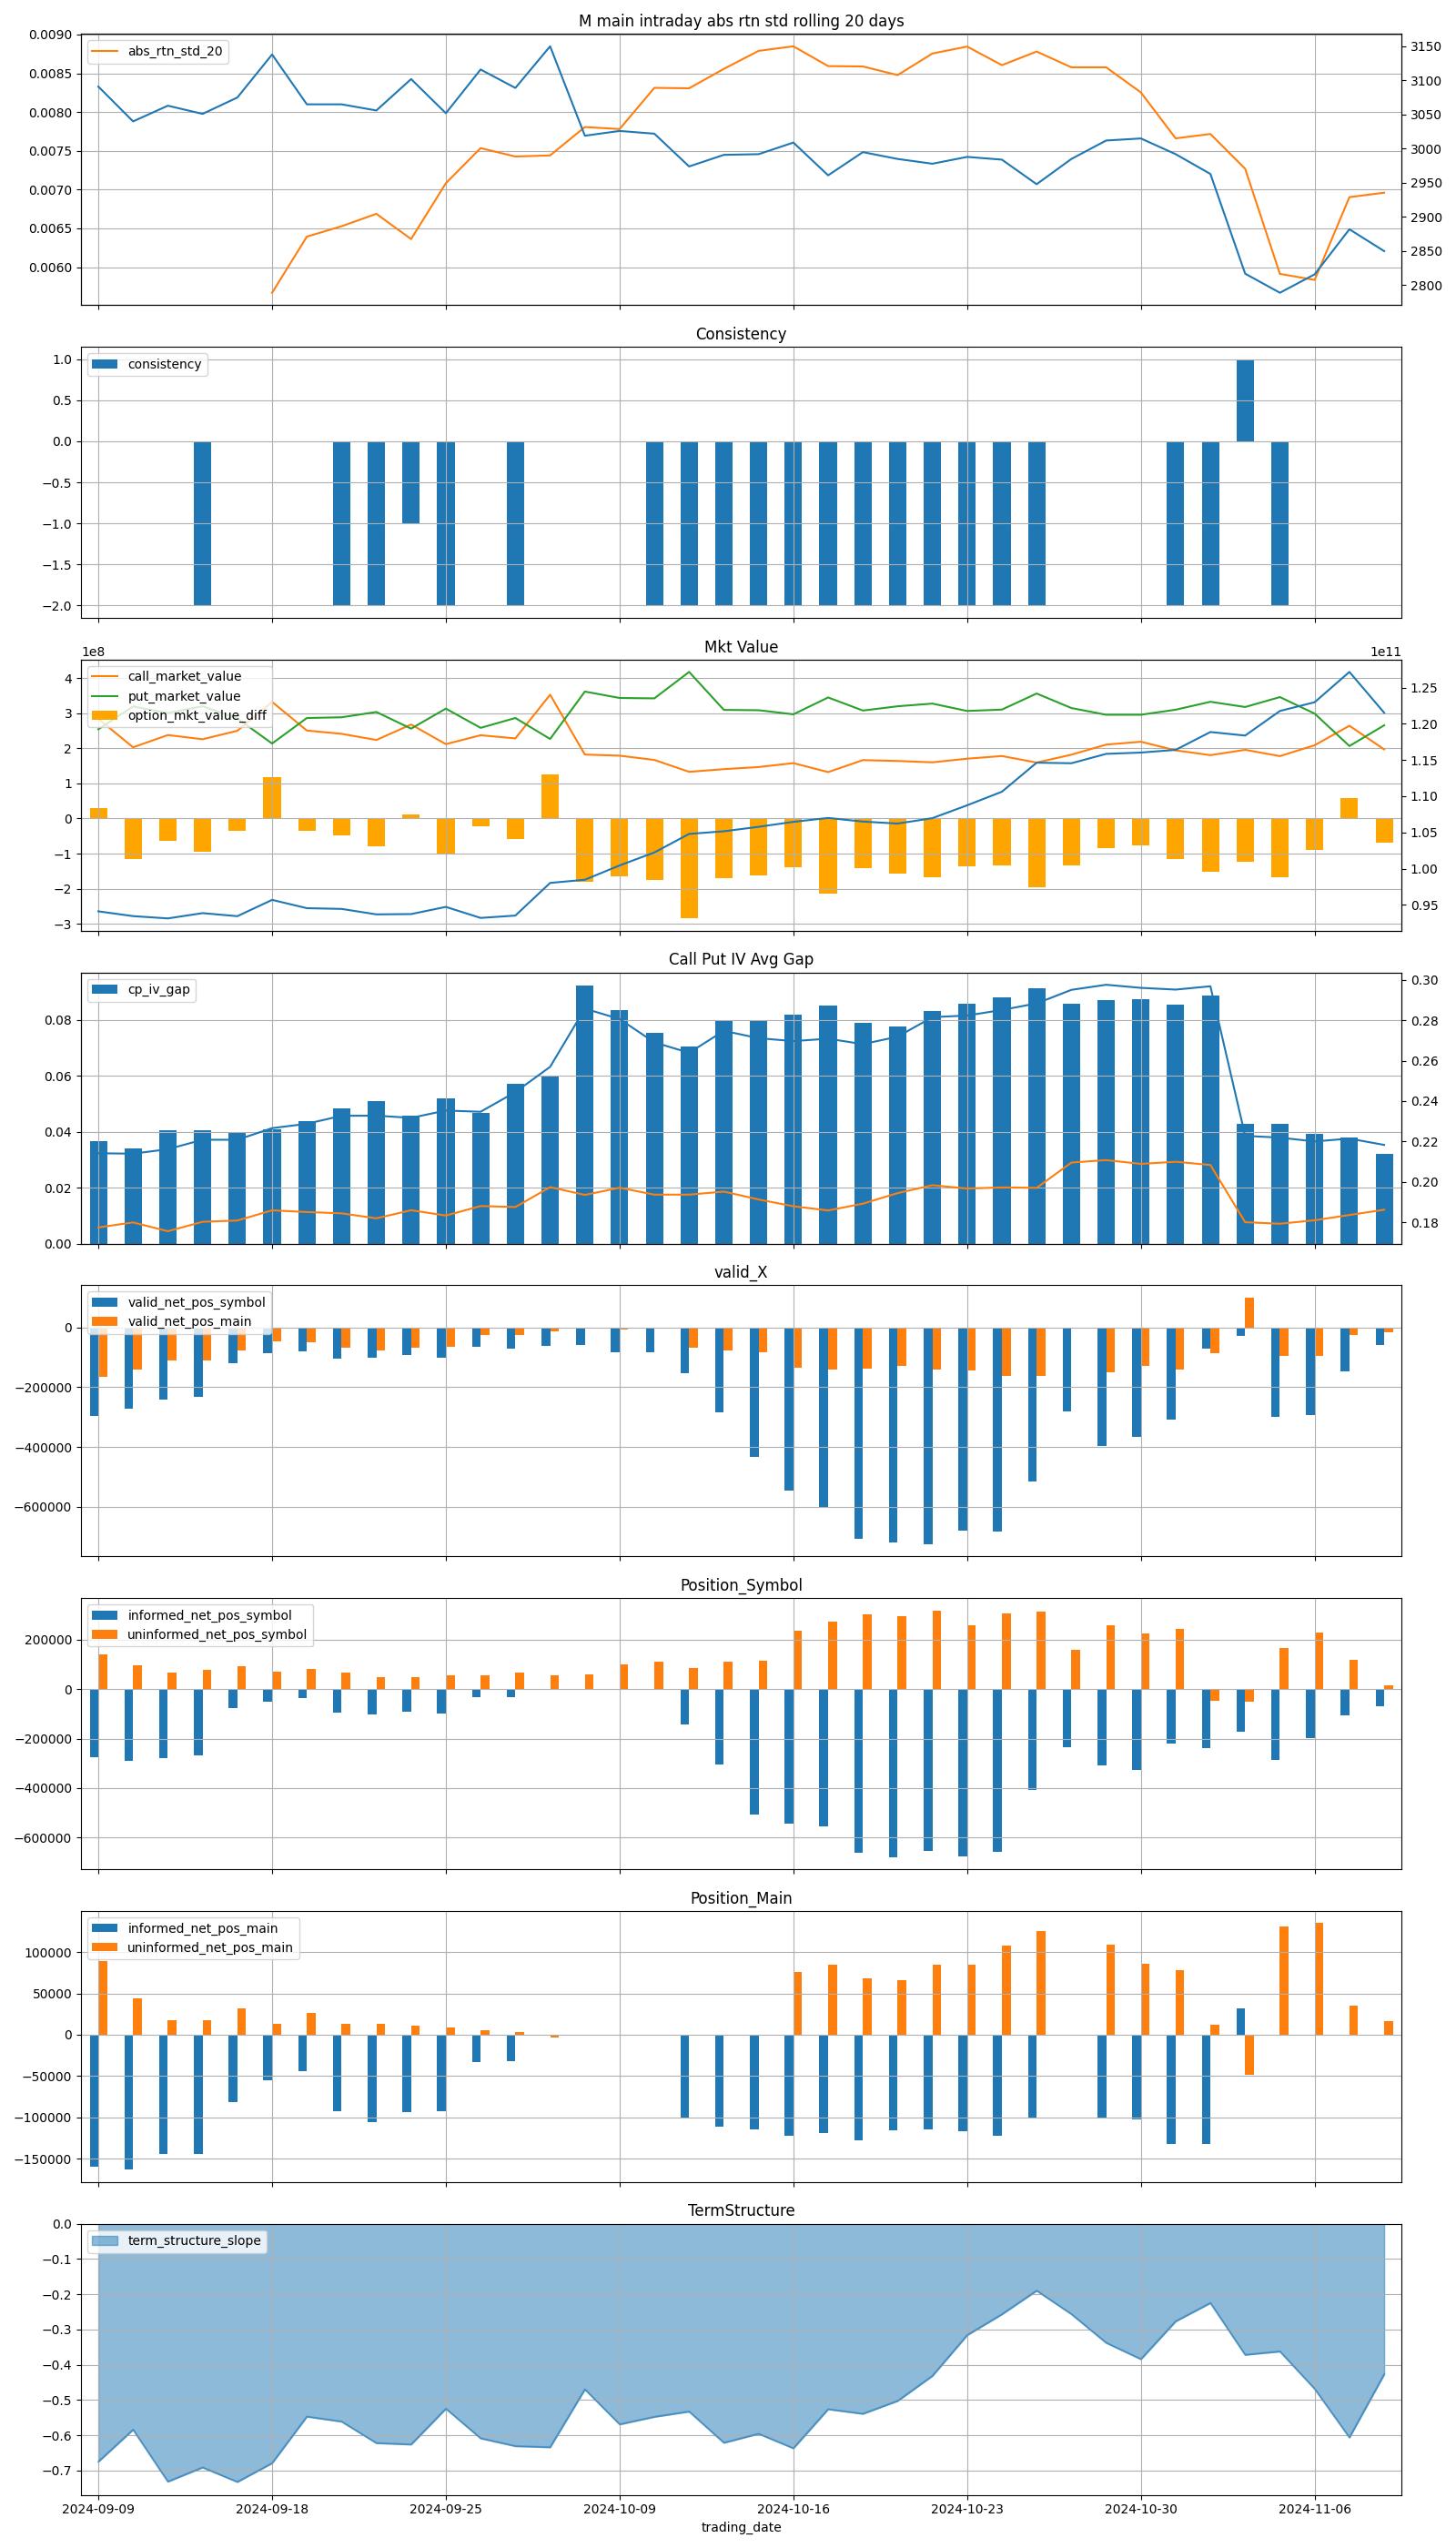 M main intraday abs rtn std rolling 20 days
abs_rtn_std_20
0.0090
0.0085
0.0080
0.0075
0.0070
0.0065
0.0060
3150
3100
3050
3000
2950
2900
2850
2800
Consistency
consistency
1.0
0.5
0.0
−0.5
−1.0
−1.5
−2.0
Mkt Value
1e8
1e11
call_market_value
put_market_value
option_mkt_value_diff
4
3
2
1
0
−1
−2
−3
1.25
1.20
1.15
1.10
1.05
1.00
0.95
Call Put IV Avg Gap
cp_iv_gap
0.08
0.06
0.04
0.02
0.00
0.30
0.28
0.26
0.24
0.22
0.20
0.18
valid_X
valid_net_pos_symbol
valid_net_pos_main
0
−200000
−400000
−600000
Position_Symbol
informed_net_pos_symbol
uninformed_net_pos_symbol
200000
0
−200000
−400000
−600000
Position_Main
informed_net_pos_main
uninformed_net_pos_main
100000
50000
0
−50000
−100000
−150000
TermStructure
term_structure_slope
0.0
−0.1
−0.2
−0.3
−0.4
−0.5
−0.6
−0.7
2024-09-09 2024-09-18 2024-09-25 2024-10-09 2024-10-16 2024-10-23 2024-10-30 2024-11-06
trading_date